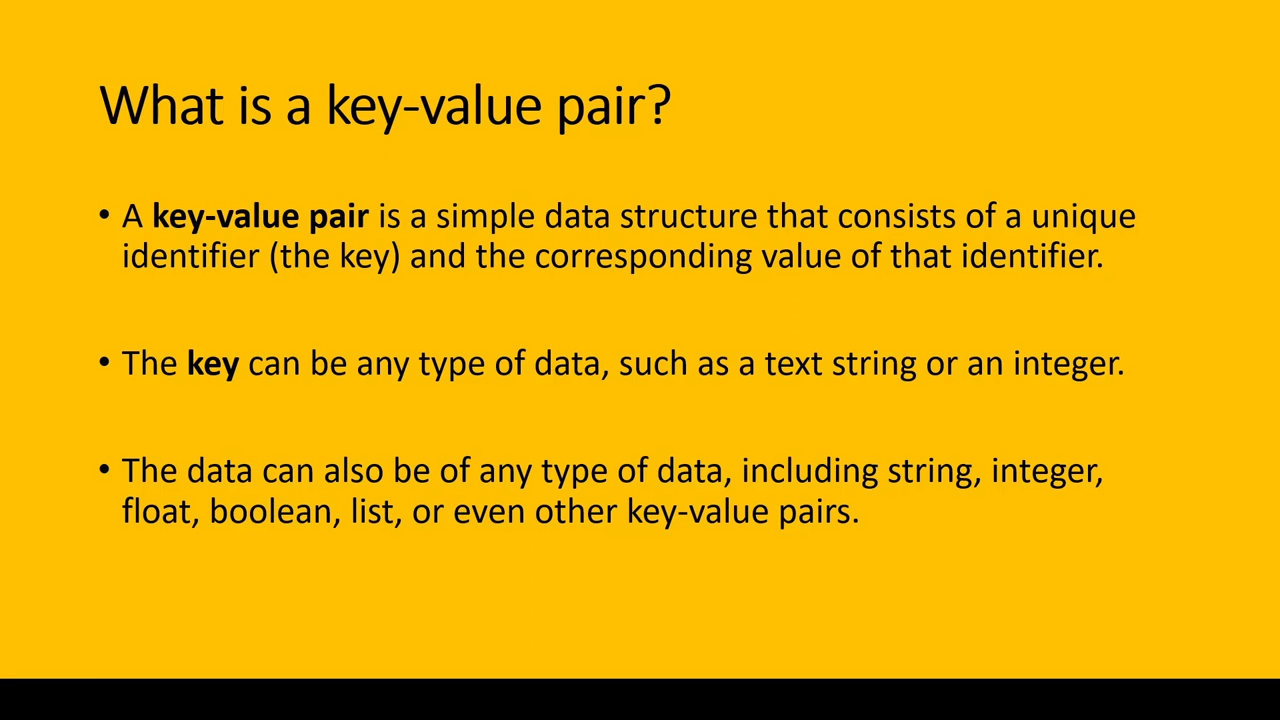 What is a key-value pair?
• A key-value pair is a simple data structure that consists of a unique
identifier (the key) and the corresponding value of that identifier.
• The key can be any type of data, such as a text string or an integer.
• The data can also be of any type of data, including string, integer,
float, boolean, list, or even other key-value pairs.